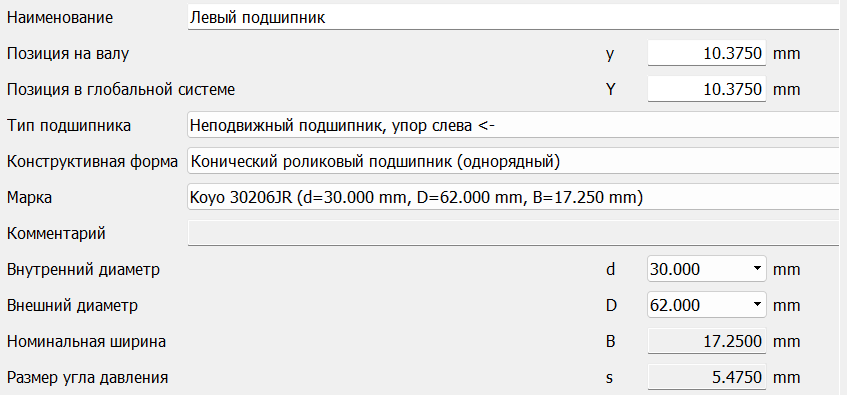 Наименование Левый подшипник
Позиция на валу y 10.3750 mm
Позиция в глобальной системе Y 10.3750 mm
Тип подшипника Неподвижный подшипник, упор слева <-
Конструктивная форма Конический роликовый подшипник (однорядный)
Марка Koyo 30206JR (d=30.000 mm, D=62.000 mm, B=17.250 mm)
Комментарий
Внутренний диаметр d 30.000 mm
Внешний диаметр D 62.000 mm
Номинальная ширина B 17.2500 mm
Размер угла давления s 5.4750 mm